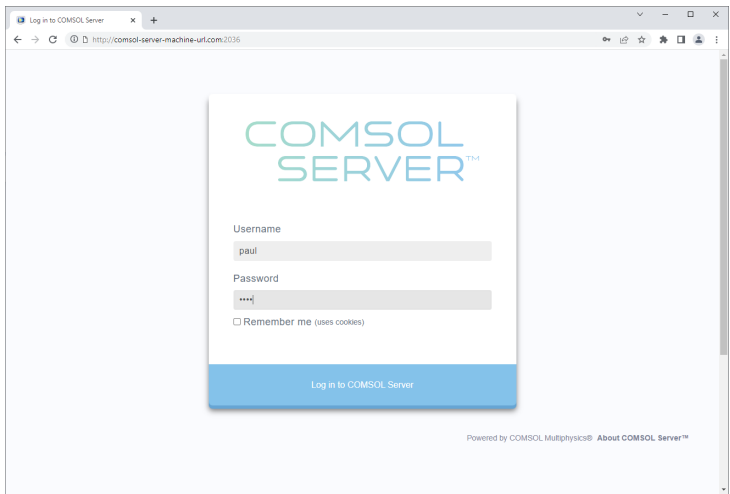 Log in to COMSOL Server
http://comsol-server-machine-url.com:2036
COMSOL
SERVER™
Username
paul
Password
••••
Remember me (uses cookies)
Log in to COMSOL Server
Powered by COMSOL Multiphysics® About COMSOL Server™